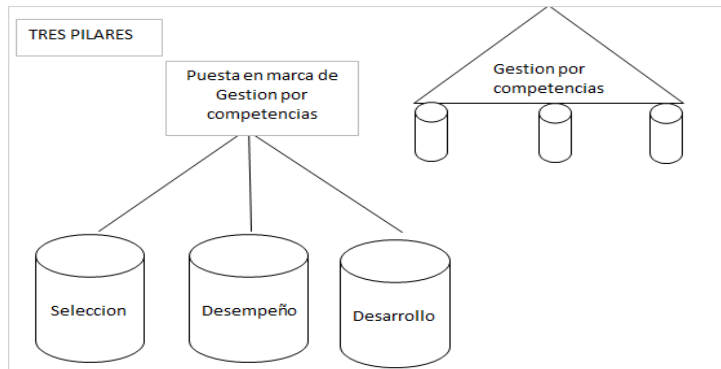 TRES PILARES
Puesta en marca de
Gestion por
competencias
Gestion por
competencias
Seleccion
Desempeño
Desarrollo